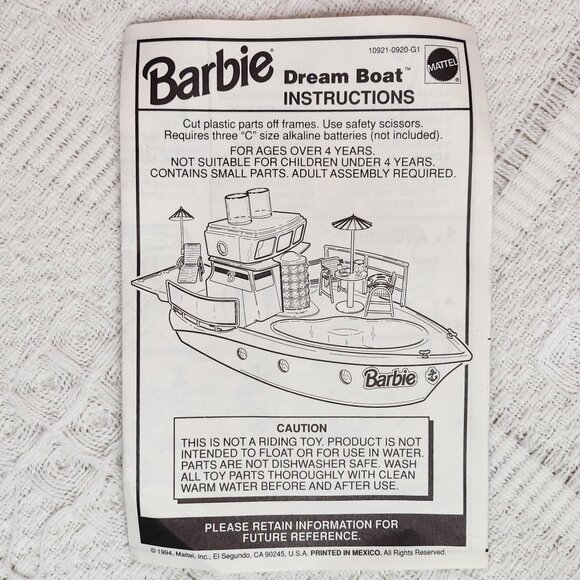 10921-0920-G1
Barbie® Dream Boat™
MATTEL®
INSTRUCTIONS
Cut plastic parts off frames. Use safety scissors.
Requires three "C" size alkaline batteries (not included).
FOR AGES OVER 4 YEARS.
NOT SUITABLE FOR CHILDREN UNDER 4 YEARS.
CONTAINS SMALL PARTS. ADULT ASSEMBLY REQUIRED.
Barbie
CAUTION
THIS IS NOT A RIDING TOY. PRODUCT IS NOT
INTENDED TO FLOAT OR FOR USE IN WATER.
PARTS ARE NOT DISHWASHER SAFE. WASH
ALL TOY PARTS THOROUGHLY WITH CLEAN
WARM WATER BEFORE AND AFTER USE.
PLEASE RETAIN INFORMATION FOR
FUTURE REFERENCE.
© 1994, Mattel, Inc., El Segundo, CA 90245, U.S.A. PRINTED IN MEXICO. All Rights Reserved.